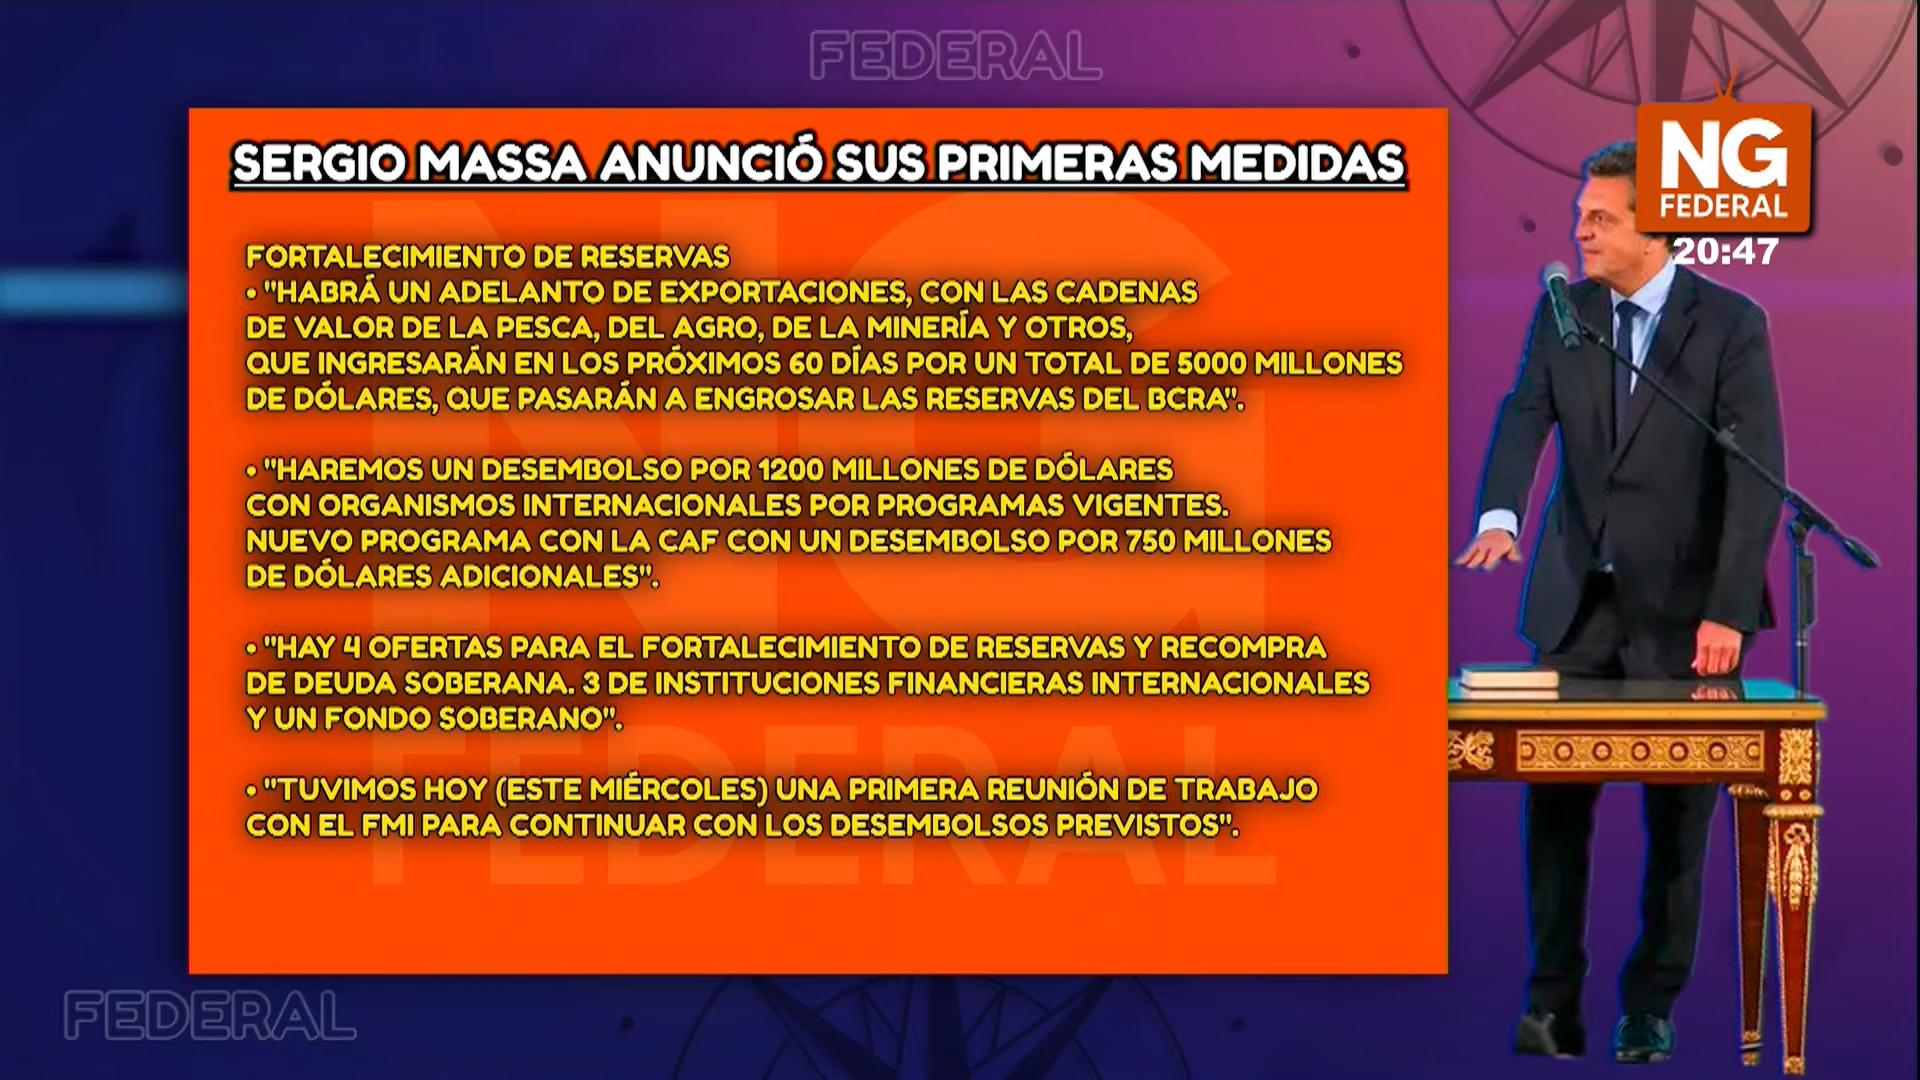 FEDERAL
NG
FEDERAL
20:47
SERGIO MASSA ANUNCIÓ SUS PRIMERAS MEDIDAS
FORTALECIMIENTO DE RESERVAS
• "HABRÁ UN ADELANTO DE EXPORTACIONES, CON LAS CADENAS
DE VALOR DE LA PESCA, DEL AGRO, DE LA MINERÍA Y OTROS,
QUE INGRESARÁN EN LOS PRÓXIMOS 60 DÍAS POR UN TOTAL DE 5000 MILLONES
DE DÓLARES, QUE PASARÁN A ENGROSAR LAS RESERVAS DEL BCRA".
• "HAREMOS UN DESEMBOLSO POR 1200 MILLONES DE DÓLARES
CON ORGANISMOS INTERNACIONALES POR PROGRAMAS VIGENTES.
NUEVO PROGRAMA CON LA CAF CON UN DESEMBOLSO POR 750 MILLONES
DE DÓLARES ADICIONALES".
• "HAY 4 OFERTAS PARA EL FORTALECIMIENTO DE RESERVAS Y RECOMPRA
DE DEUDA SOBERANA. 3 DE INSTITUCIONES FINANCIERAS INTERNACIONALES
Y UN FONDO SOBERANO".
• "TUVIMOS HOY (ESTE MIÉRCOLES) UNA PRIMERA REUNIÓN DE TRABAJO
CON EL FMI PARA CONTINUAR CON LOS DESEMBOLSOS PREVISTOS".
NG
FEDERAL
FEDERAL